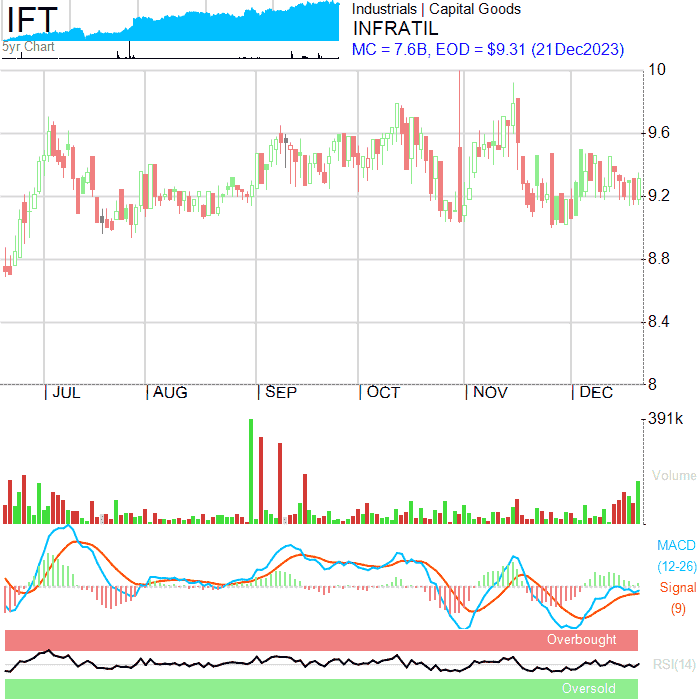 IFT
5yr Chart
Industrials | Capital Goods
INFRATIL
MC = 7.6B, EOD = $9.31 (21Dec2023)
10
9.6
9.2
8.8
8.4
8
JUL AUG SEP OCT NOV DEC
391k
Volume
MACD
(12-26)
Signal
(9)
Overbought
RSI(14)
Oversold